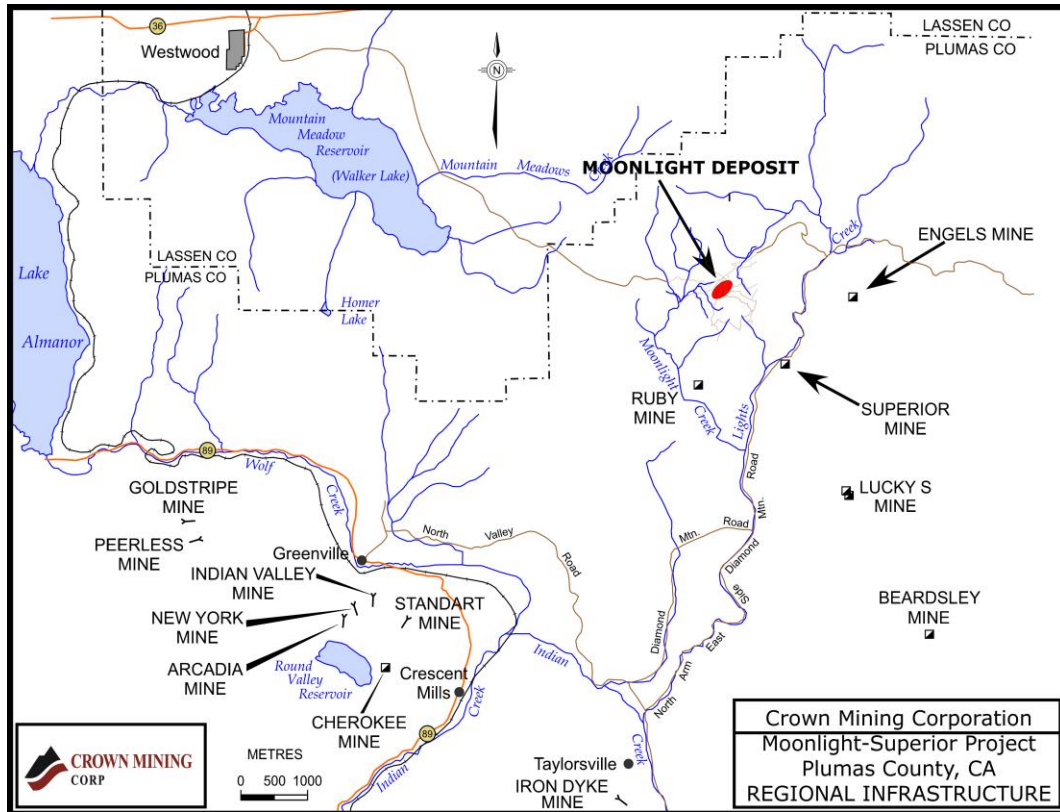 36
Westwood
LASSEN CO
PLUMAS CO
N
Mountain
Meadow
Reservoir
(Walker Lake)
Mountain Meadows Creek
MOONLIGHT DEPOSIT
Creek
ENGELS MINE
LASSEN CO
PLUMAS CO
Lake
Almanor
Homer
Lake
Moonlight
Creek
Lights
RUBY
MINE
SUPERIOR
MINE
89
Wolf
Creek
GOLDSTRIPE
MINE
PEERLESS
MINE
Road
Mtn.
Diamond
Side
East
Arm
North
LUCKY S
MINE
North Valley Road
Diamond
Mtn. Road
Greenville
INDIAN VALLEY
MINE
NEW YORK
MINE
ARCADIA
MINE
STANDART
MINE
BEARDSLEY
MINE
Round
Valley
Reservoir
Crescent
Mills
CHEROKEE
MINE
89
Indian
Creek
Indian
Creek
Taylorsville
IRON DYKE
MINE
CROWN MINING
CORP
METRES
0 500 1000
Crown Mining Corporation
Moonlight-Superior Project
Plumas County, CA
REGIONAL INFRASTRUCTURE